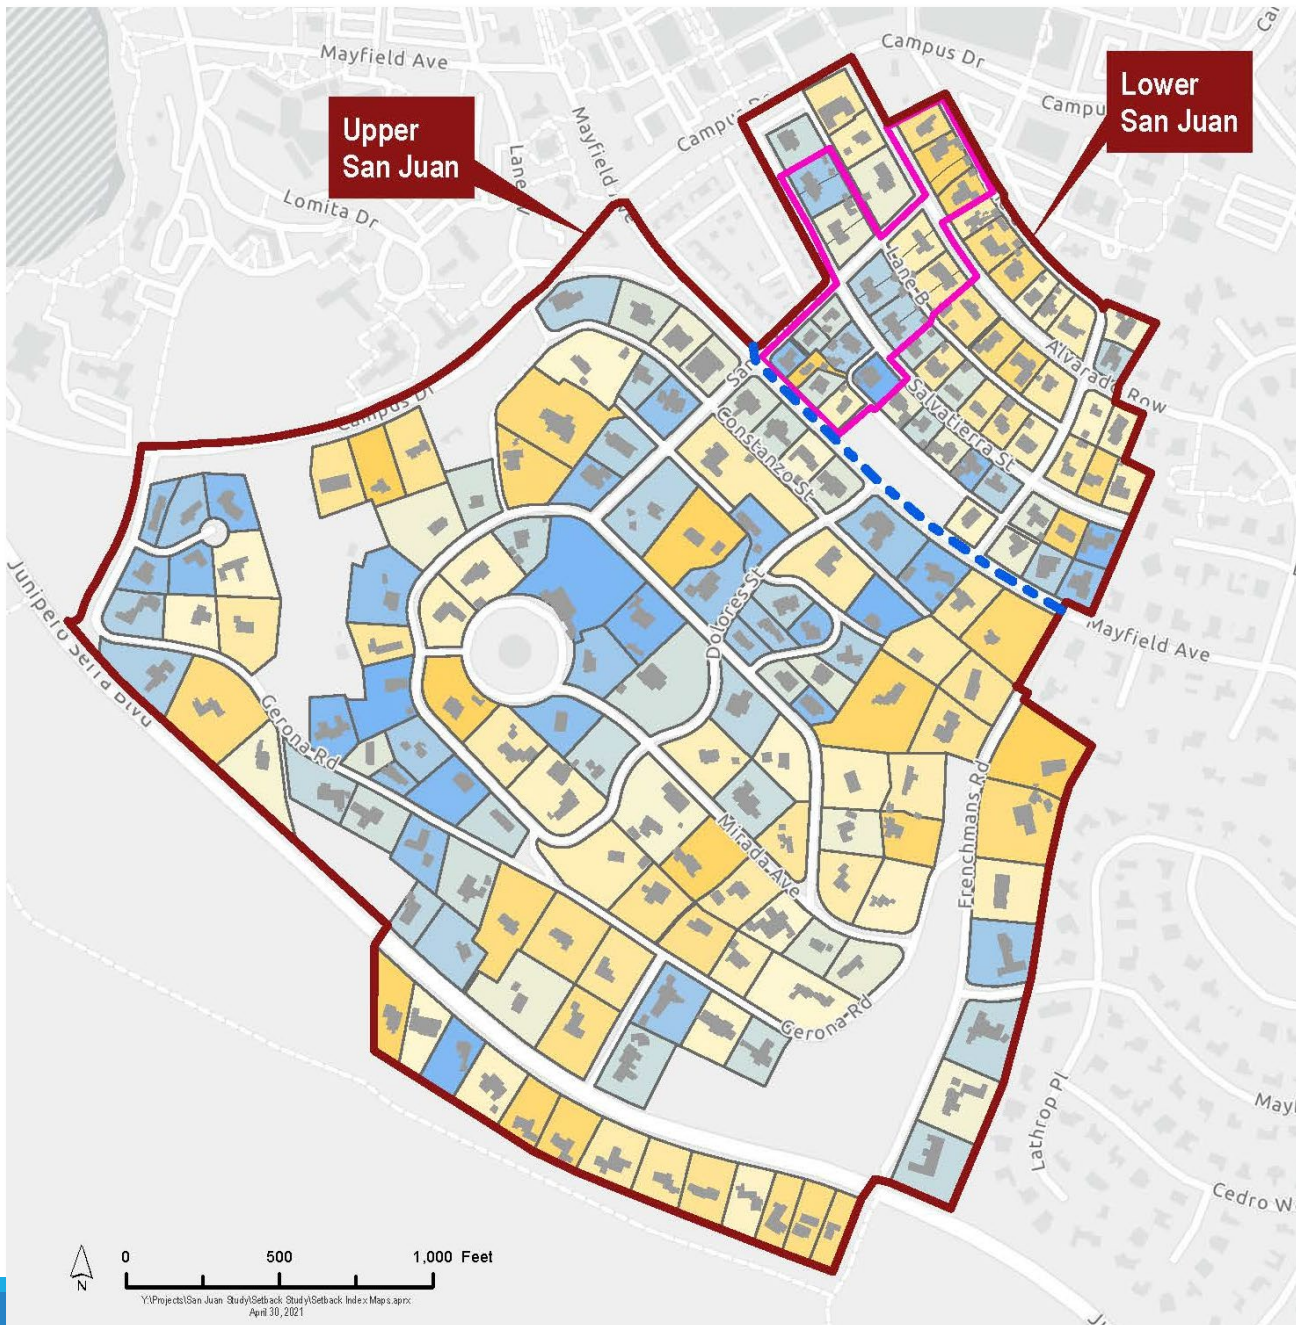 Mayfield Ave
Campus Dr
Lower
San Juan
Upper
San Juan
Mayfield Ave
Lomita Dr
Lane B
Alvarado Row
Salvatierra St
Campus Dr
Constanzo St
Dolores St
Mayfield Ave
Junipero Serra Blvd
Gerona Rd
Frenchmans Rd
Mirada Ave
Gerona Rd
Lathrop Pl
Cedro W
0 500 1,000 Feet
N
Y:\Projects\San Juan Study\Setback Study\Setback Index Maps.aprx
April 30, 2021